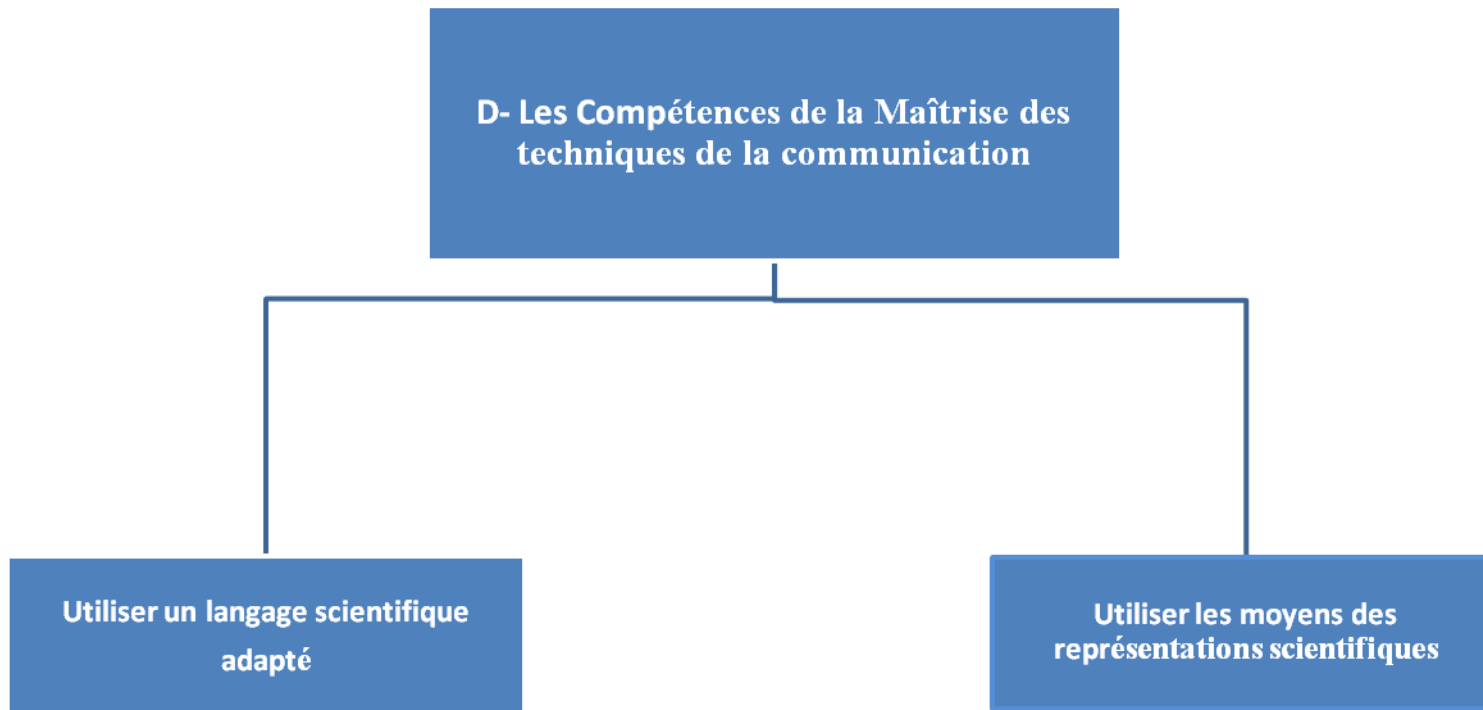 D- Les Compétences de la Maîtrise des
techniques de la communication
Utiliser un langage scientifique
adapté
Utiliser les moyens des
représentations scientifiques